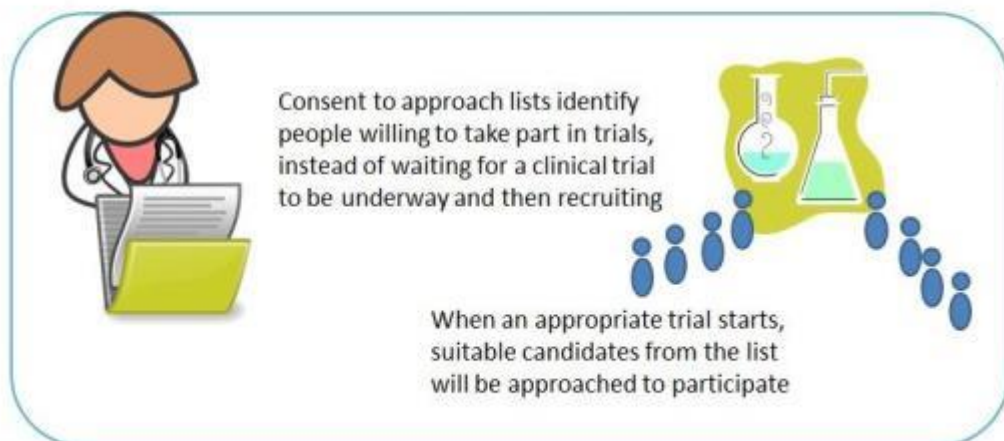 Consent to approach lists identify
people willing to take part in trials,
instead of waiting for a clinical trial
to be underway and then recruiting
When an appropriate trial starts,
suitable candidates from the list
will be approached to participate